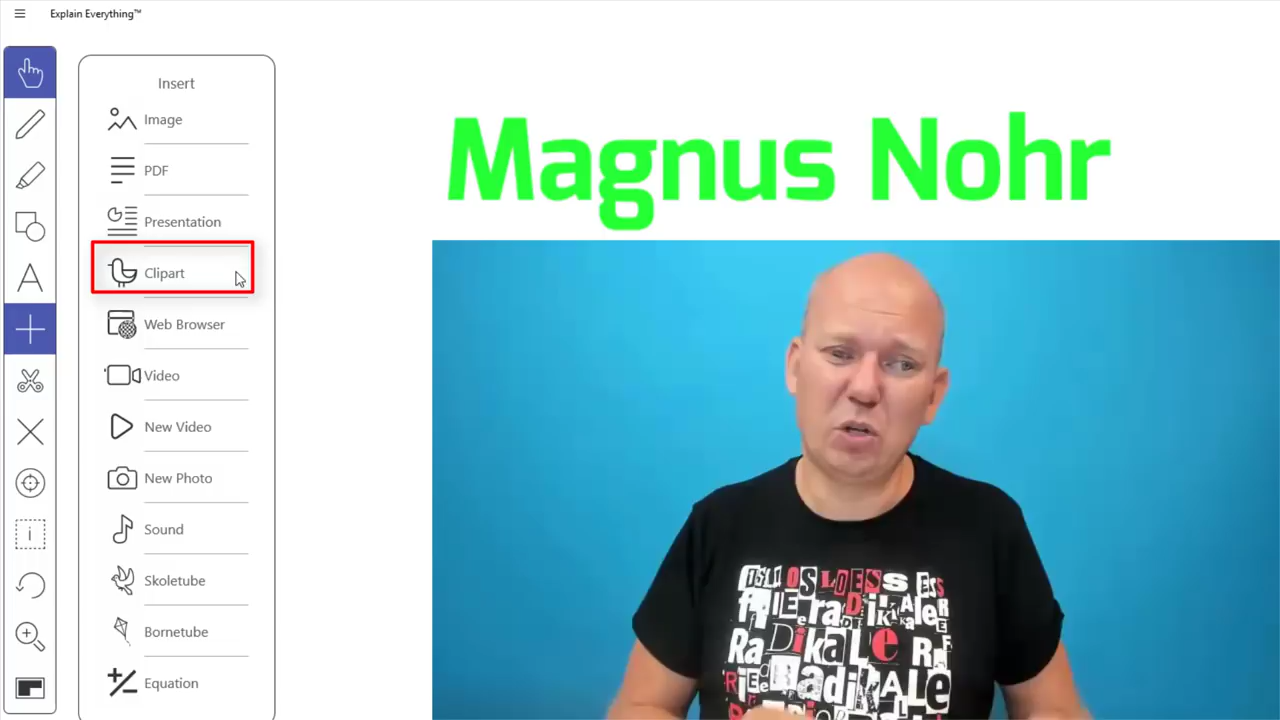 Explain Everything™
Insert
Image
PDF
Presentation
Clipart
Web Browser
Video
New Video
New Photo
Sound
Skoletube
Bornetube
Equation
A
i
Magnus Nohr
RadikaLe